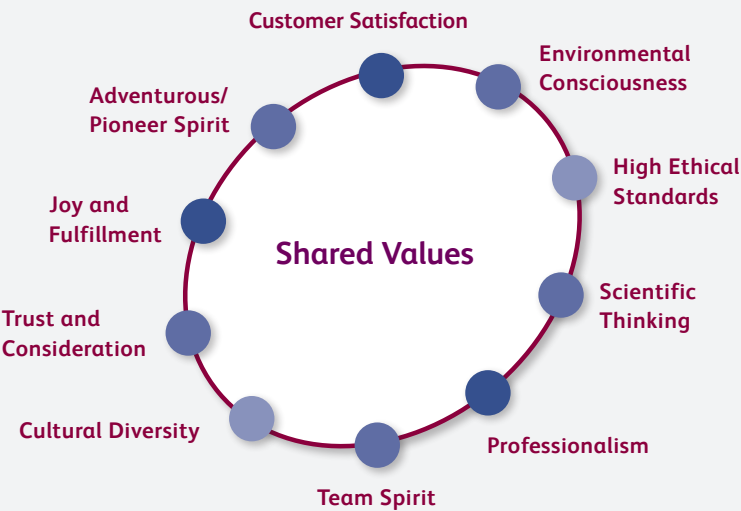 Customer Satisfaction
Environmental
Consciousness
Adventurous/
Pioneer Spirit
High Ethical
Standards
Joy and
Fulfillment
Shared Values
Scientific
Thinking
Trust and
Consideration
Cultural Diversity
Professionalism
Team Spirit